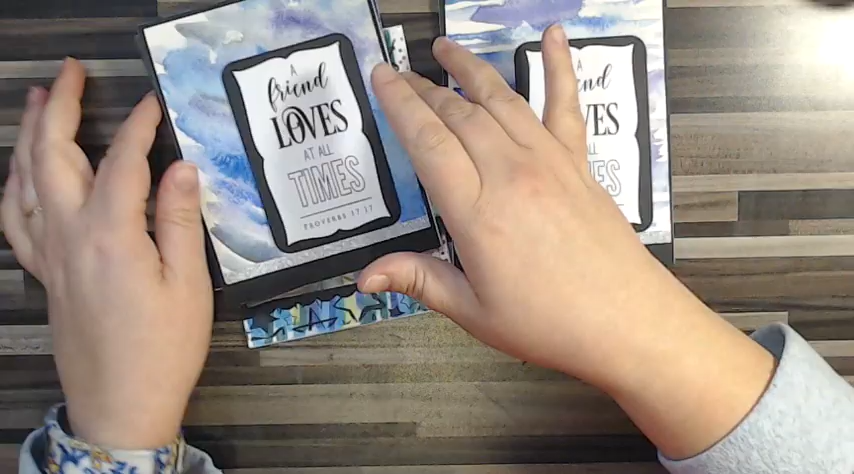 A
friend
LOVES
AT ALL
TIMES
PROVERBS 17:17
A